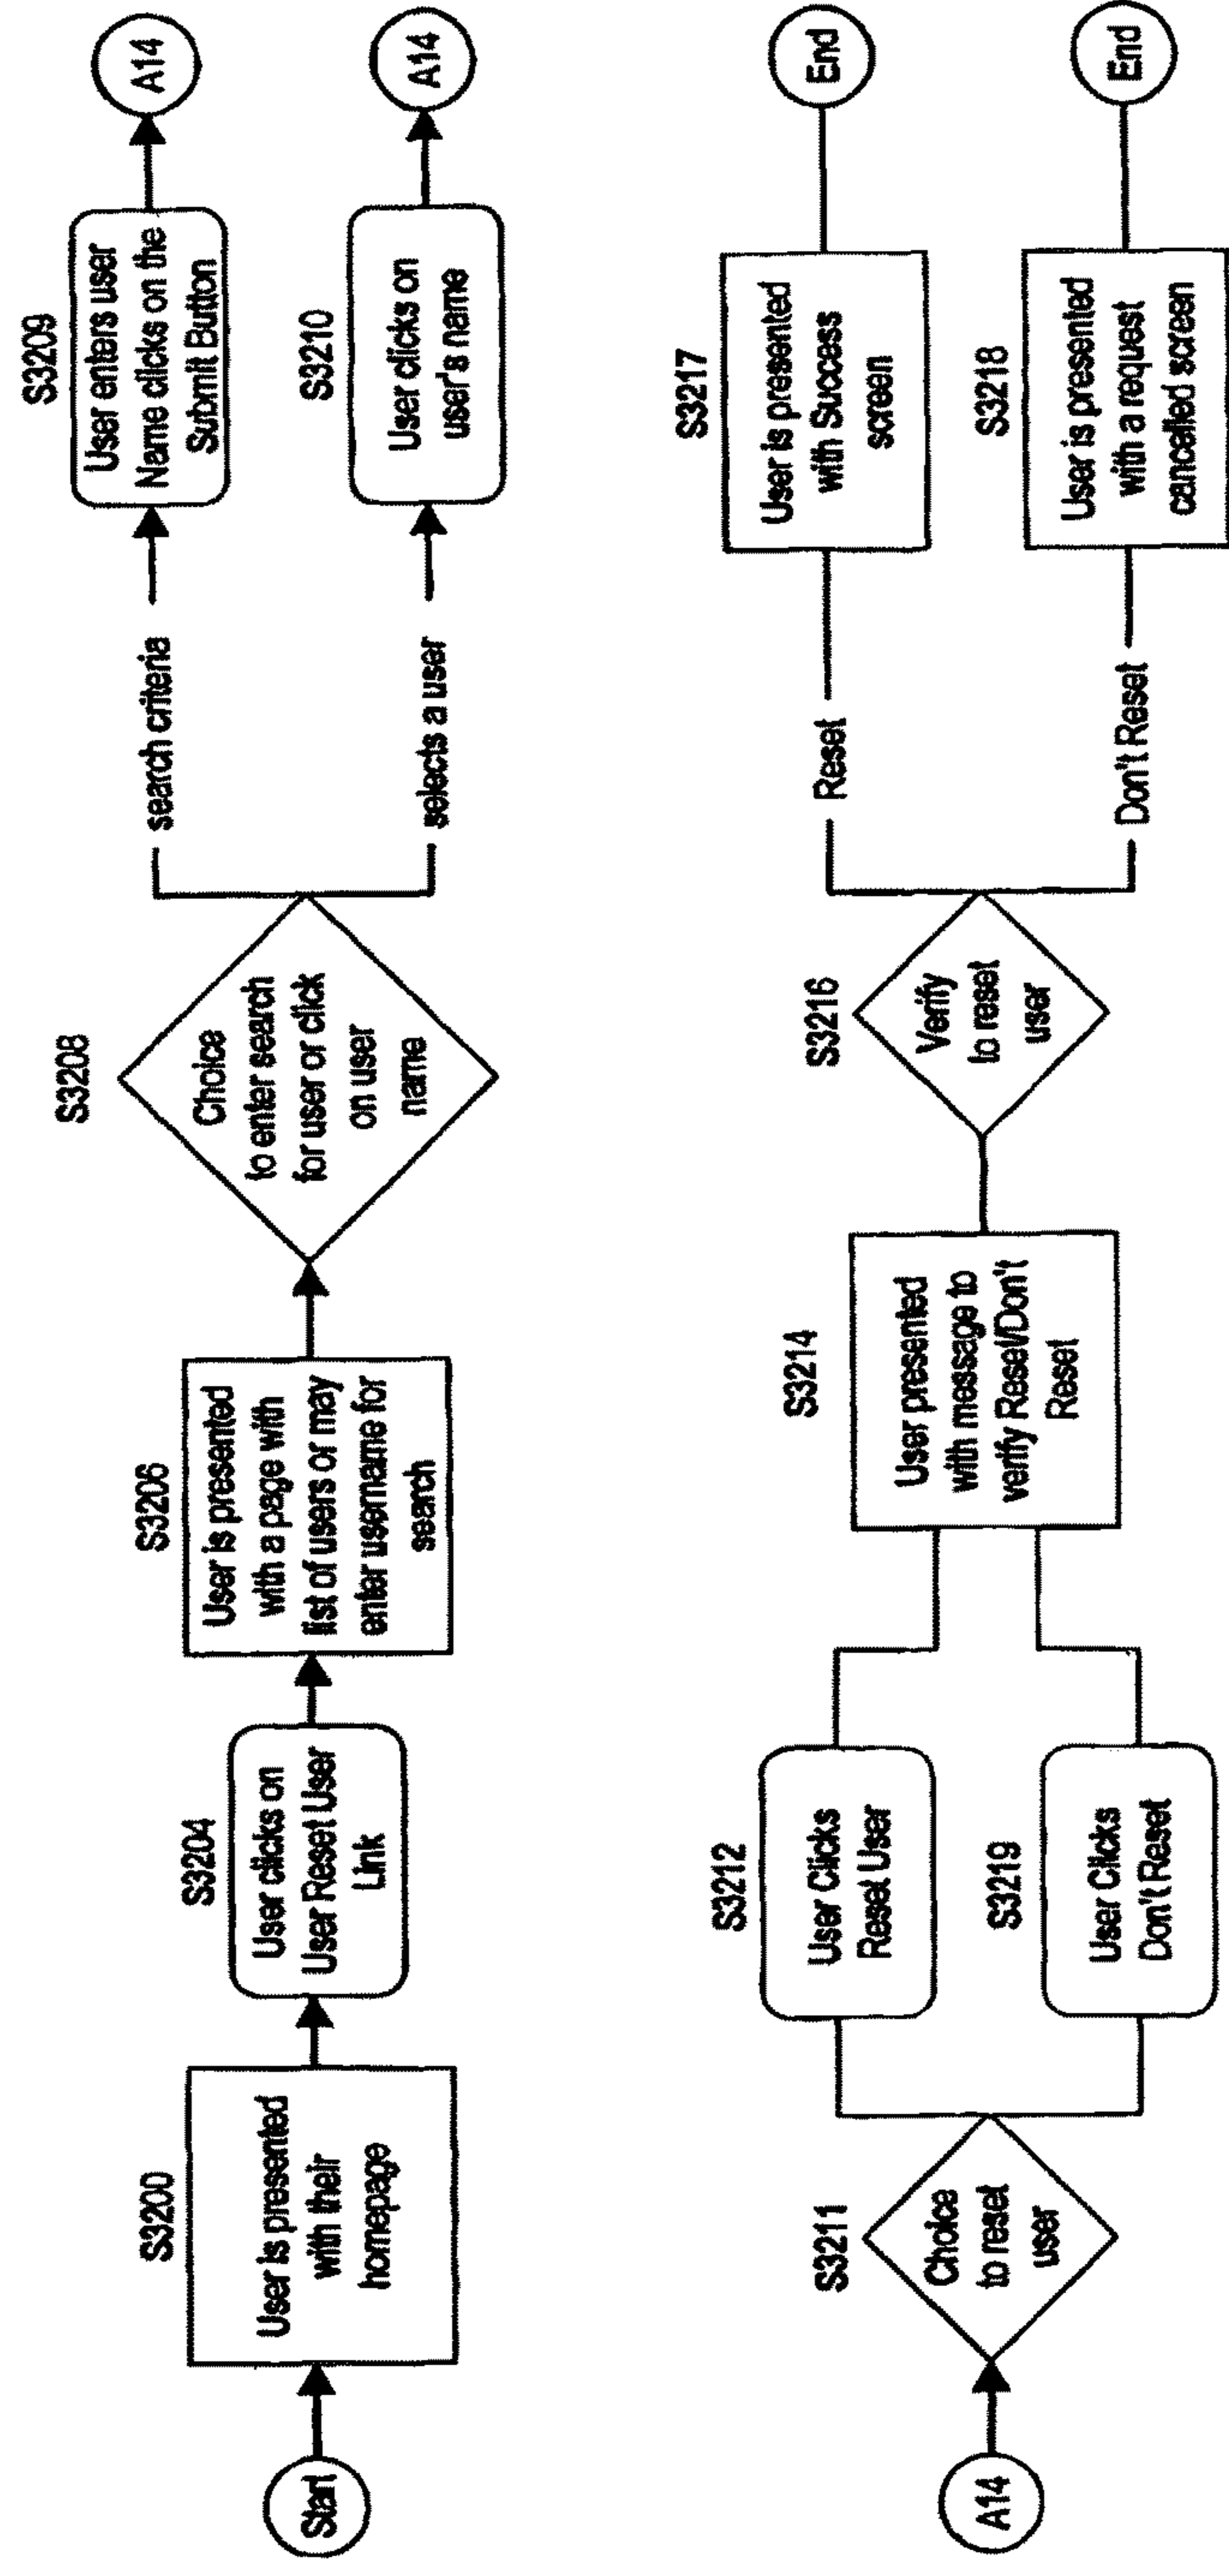 Start
S3200
User is presented
with their
homepage
S3204
User clicks on
User Reset User
Link
S3206
User is presented
with a page with
list of users or may
enter username for
search
S3208
Choice
to enter search
for user or click
on user
name
search criteria
S3209
User enters user
Name clicks on the
Submit Button
A14
selects a user
S3210
User clicks on
user's name
A14
A14
S3211
Choice
to reset
user
S3212
User Clicks
Reset User
S3219
User Clicks
Don't Reset
S3214
User presented
with message to
verify Reset/Don't
Reset
S3216
Verify
to reset
user
Reset
S3217
User is presented
with Success
screen
End
Don't Reset
S3218
User is presented
with a request
cancelled screen
End